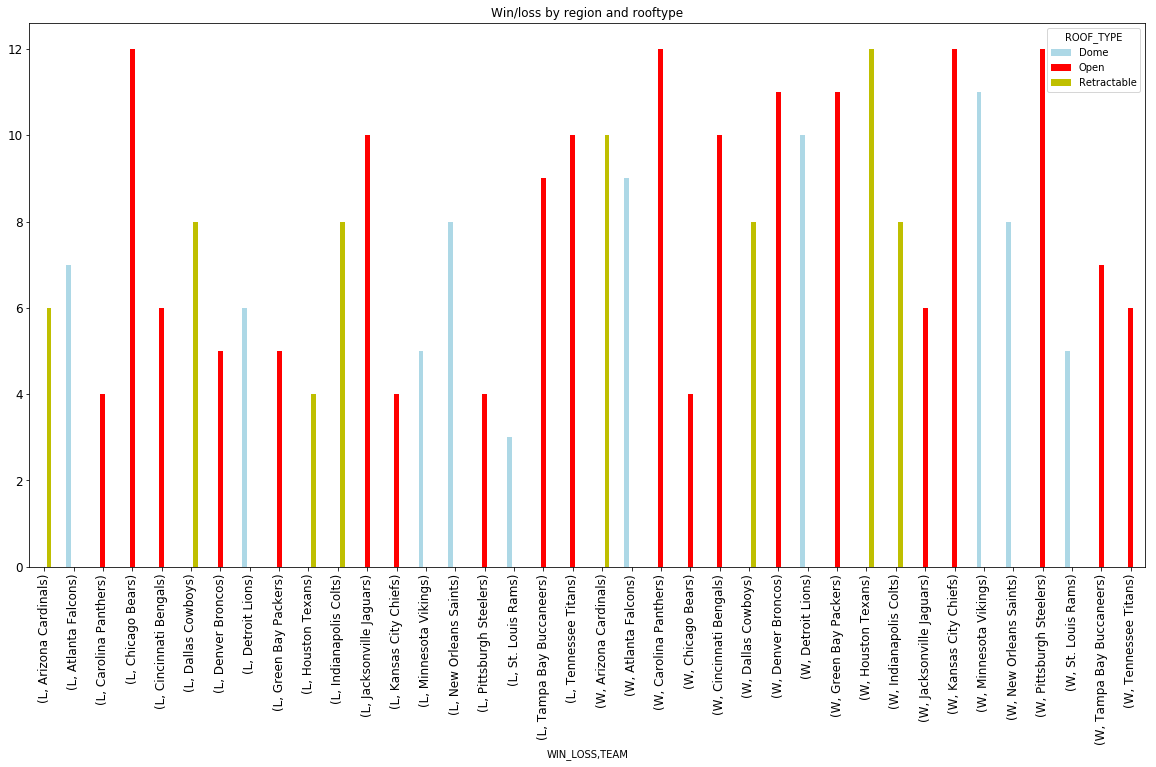 Win/loss by region and rooftype
ROOF_TYPE
Dome
Open
Retractable
12
10
8
6
4
2
0
(L, Arizona Cardinals)
(L, Atlanta Falcons)
(L, Carolina Panthers)
(L, Chicago Bears)
(L, Cincinnati Bengals)
(L, Dallas Cowboys)
(L, Denver Broncos)
(L, Detroit Lions)
(L, Green Bay Packers)
(L, Houston Texans)
(L, Indianapolis Colts)
(L, Jacksonville Jaguars)
(L, Kansas City Chiefs)
(L, Minnesota Vikings)
(L, New Orleans Saints)
(L, Pittsburgh Steelers)
(L, St. Louis Rams)
(L, Tampa Bay Buccaneers)
(L, Tennessee Titans)
(W, Arizona Cardinals)
(W, Atlanta Falcons)
(W, Carolina Panthers)
(W, Chicago Bears)
(W, Cincinnati Bengals)
(W, Dallas Cowboys)
(W, Denver Broncos)
(W, Detroit Lions)
(W, Green Bay Packers)
(W, Houston Texans)
(W, Indianapolis Colts)
(W, Jacksonville Jaguars)
(W, Kansas City Chiefs)
(W, Minnesota Vikings)
(W, New Orleans Saints)
(W, Pittsburgh Steelers)
(W, St. Louis Rams)
(W, Tampa Bay Buccaneers)
(W, Tennessee Titans)
WIN_LOSS,TEAM